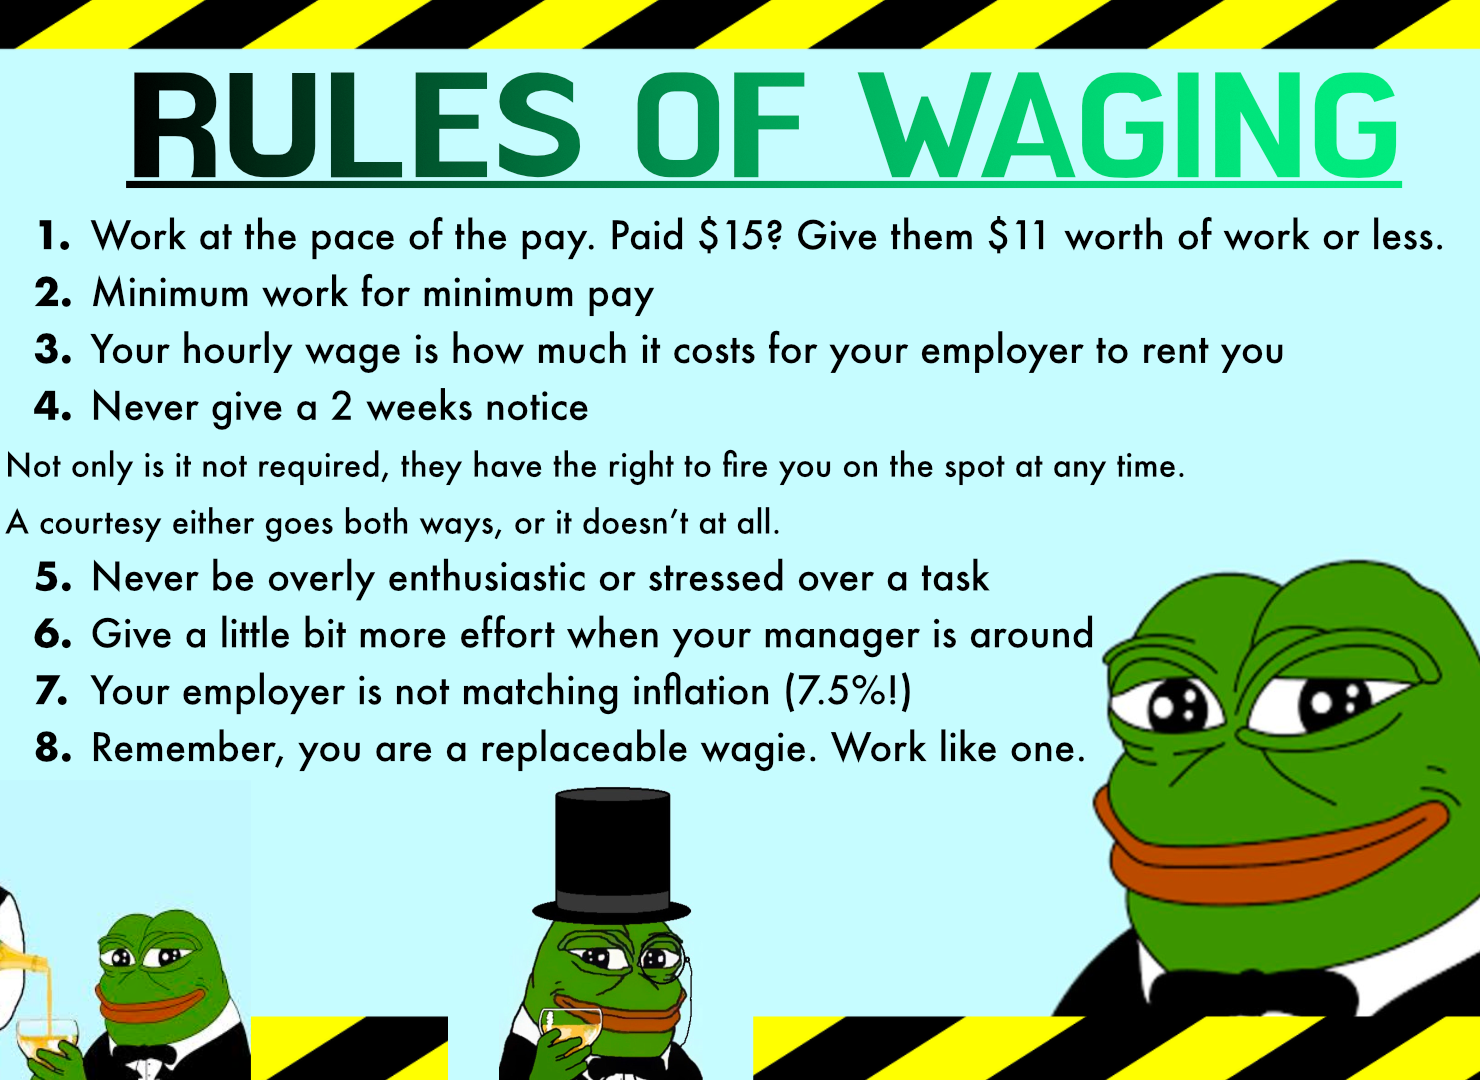 RULES OF WAGING
1. Work at the pace of the pay. Paid $15? Give them $11 worth of work or less.
2. Minimum work for minimum pay
3. Your hourly wage is how much it costs for your employer to rent you
4. Never give a 2 weeks notice
Not only is it not required, they have the right to fire you on the spot at any time.
A courtesy either goes both ways, or it doesn't at all.
5. Never be overly enthusiastic or stressed over a task
6. Give a little bit more effort when your manager is around
7. Your employer is not matching inflation (7.5%!)
8. Remember, you are a replaceable wagie. Work like one.